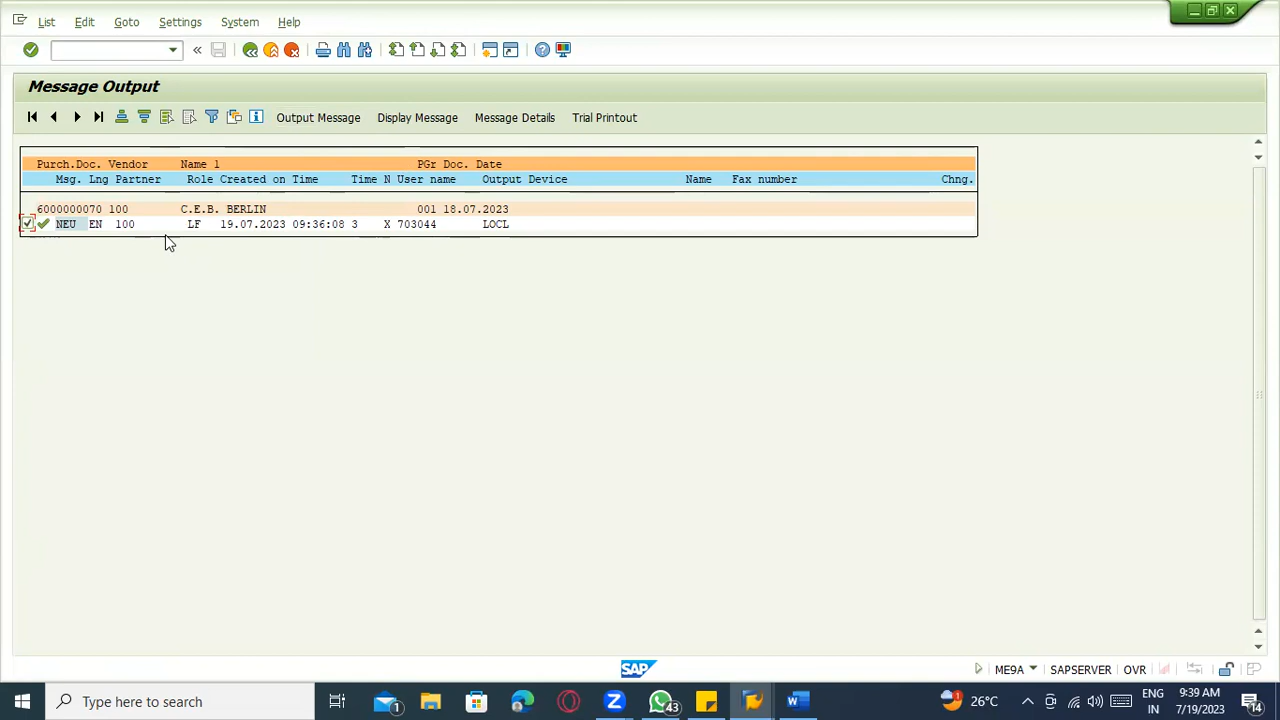 List Edit Goto Settings System Help
Message Output
Output Message Display Message Message Details Trial Printout
Purch.Doc. Vendor Name 1 PGr Doc. Date
Msg. Lng Partner Role Created on Time Time N User name Output Device Name Fax number Chng.
6000000070 100 C.E.B. BERLIN 001 18.07.2023
NEU EN 100 LF 19.07.2023 09:36:08 3 X 703044 LOCL
SAP ME9A SAPSERVER OVR
Type here to search 1 43 1 26°C ENG 9:39 AM
IN 7/19/2023 14